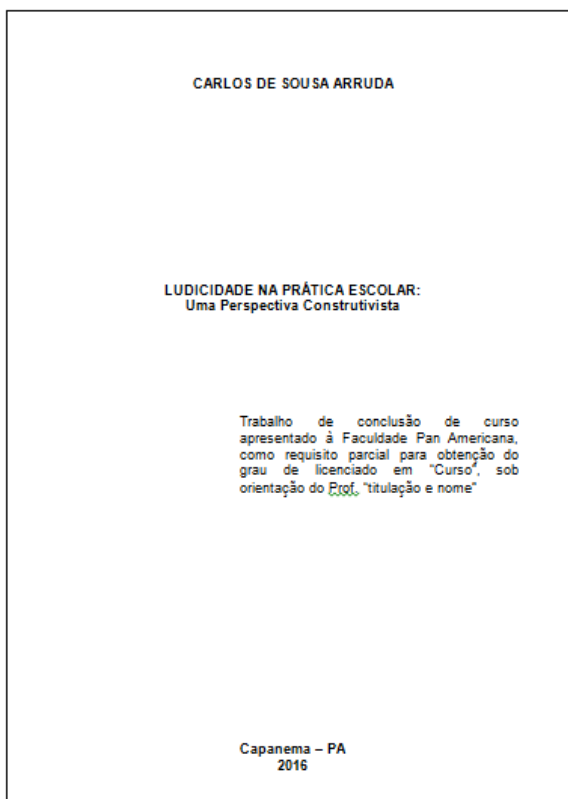 CARLOS DE SOUSA ARRUDA
LUDICIDADE NA PRÁTICA ESCOLAR:
Uma Perspectiva Construtivista
Trabalho de conclusão de curso
apresentado à Faculdade Pan Americana,
como requisito parcial para obtenção do
grau de licenciado em "Curso", sob
orientação do Prof. "titulação e nome"
Capanema – PA
2016